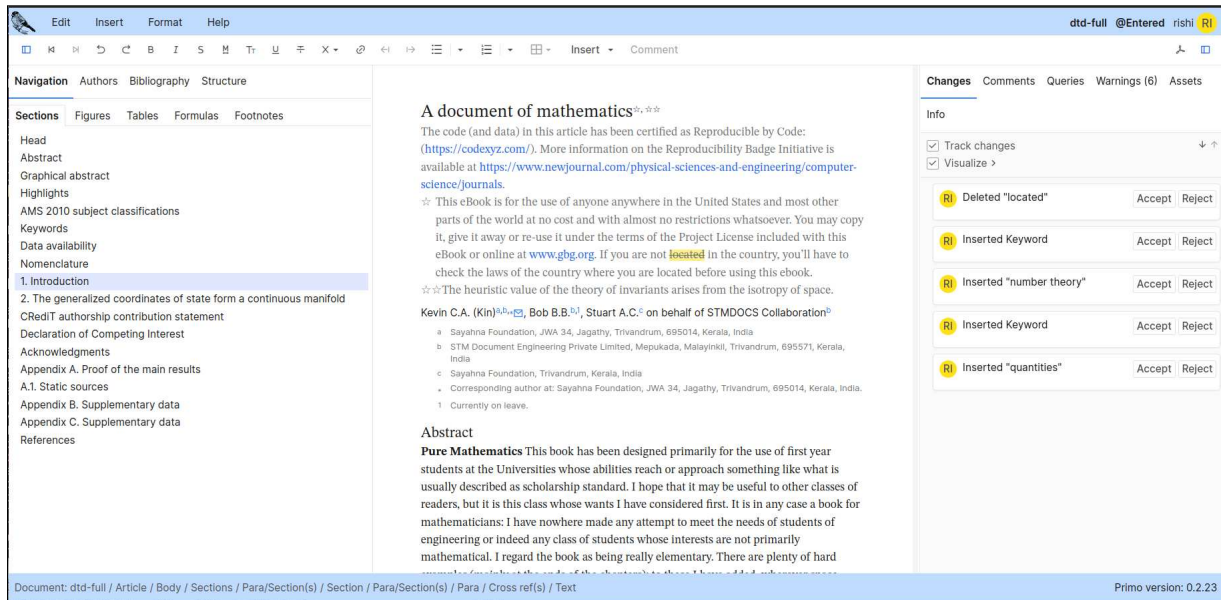 Edit Insert Format Help
dtd-full @Entered rishi RI
B I S M Tт U T X Insert Comment
Navigation Authors Bibliography Structure
Sections Figures Tables Formulas Footnotes
Head
Abstract
Graphical abstract
Highlights
AMS 2010 subject classifications
Keywords
Data availability
Nomenclature
1. Introduction
2. The generalized coordinates of state form a continuous manifold
CRediT authorship contribution statement
Declaration of Competing Interest
Acknowledgments
Appendix A. Proof of the main results
A.1. Static sources
Appendix B. Supplementary data
Appendix C. Supplementary data
References
A document of mathematics☆, ☆☆
The code (and data) in this article has been certified as Reproducible by Code:
(https://codexyz.com/). More information on the Reproducibility Badge Initiative is
available at https://www.newjournal.com/physical-sciences-and-engineering/computer-
science/journals.
☆ This eBook is for the use of anyone anywhere in the United States and most other
parts of the world at no cost and with almost no restrictions whatsoever. You may copy
it, give it away or re-use it under the terms of the Project License included with this
eBook or online at www.gbg.org. If you are not located in the country, you'll have to
check the laws of the country where you are located before using this ebook.
☆☆The heuristic value of the theory of invariants arises from the isotropy of space.
Kevin C.A. (Kin)a,b,*✉, Bob B.B.b,1, Stuart A.C.c on behalf of STMDOCS Collaborationb
a Sayahna Foundation, JWA 34, Jagathy, Trivandrum, 695014, Kerala, India
b STM Document Engineering Private Limited, Mepukada, Malayinkil, Trivandrum, 695571, Kerala,
India
c Sayahna Foundation, Trivandrum, Kerala, India
* Corresponding author at: Sayahna Foundation, JWA 34, Jagathy, Trivandrum, 695014, Kerala, India.
1 Currently on leave.
Abstract
Pure Mathematics This book has been designed primarily for the use of first year
students at the Universities whose abilities reach or approach something like what is
usually described as scholarship standard. I hope that it may be useful to other classes of
readers, but it is this class whose wants I have considered first. It is in any case a book for
mathematicians: I have nowhere made any attempt to meet the needs of students of
engineering or indeed any class of students whose interests are not primarily
mathematical. I regard the book as being really elementary. There are plenty of hard
Changes Comments Queries Warnings (6) Assets
Info
Track changes
Visualize >
RI Deleted "located" Accept Reject
RI Inserted Keyword Accept Reject
RI Inserted "number theory" Accept Reject
RI Inserted Keyword Accept Reject
RI Inserted "quantities" Accept Reject
Document: dtd-full / Article / Body / Sections / Para/Section(s) / Section / Para/Section(s) / Para / Cross ref(s) / Text
Primo version: 0.2.23